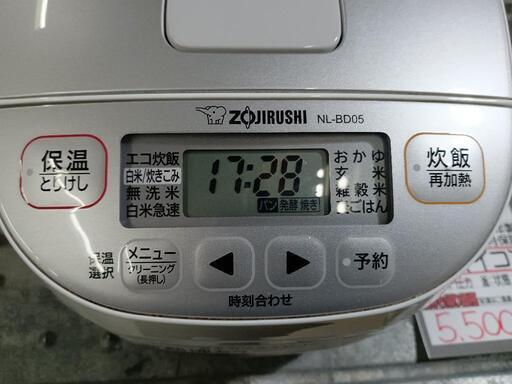 ZOJIRUSHI NL-BD05
保温
とりけし
エコ炊飯
白米/炊きこみ
無洗米
白米急速
17:28
パン 発酵 焼き
おかゆ
玄米
雑穀米
麦ごはん
炊飯
再加熱
保温
選択
メニュー
クリーニング
(長押し)
◀
▶
予約
時刻合わせ
5,500